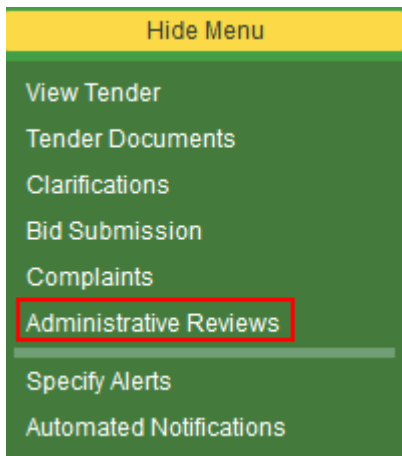 Hide Menu
View Tender
Tender Documents
Clarifications
Bid Submission
Complaints
Administrative Reviews
Specify Alerts
Automated Notifications